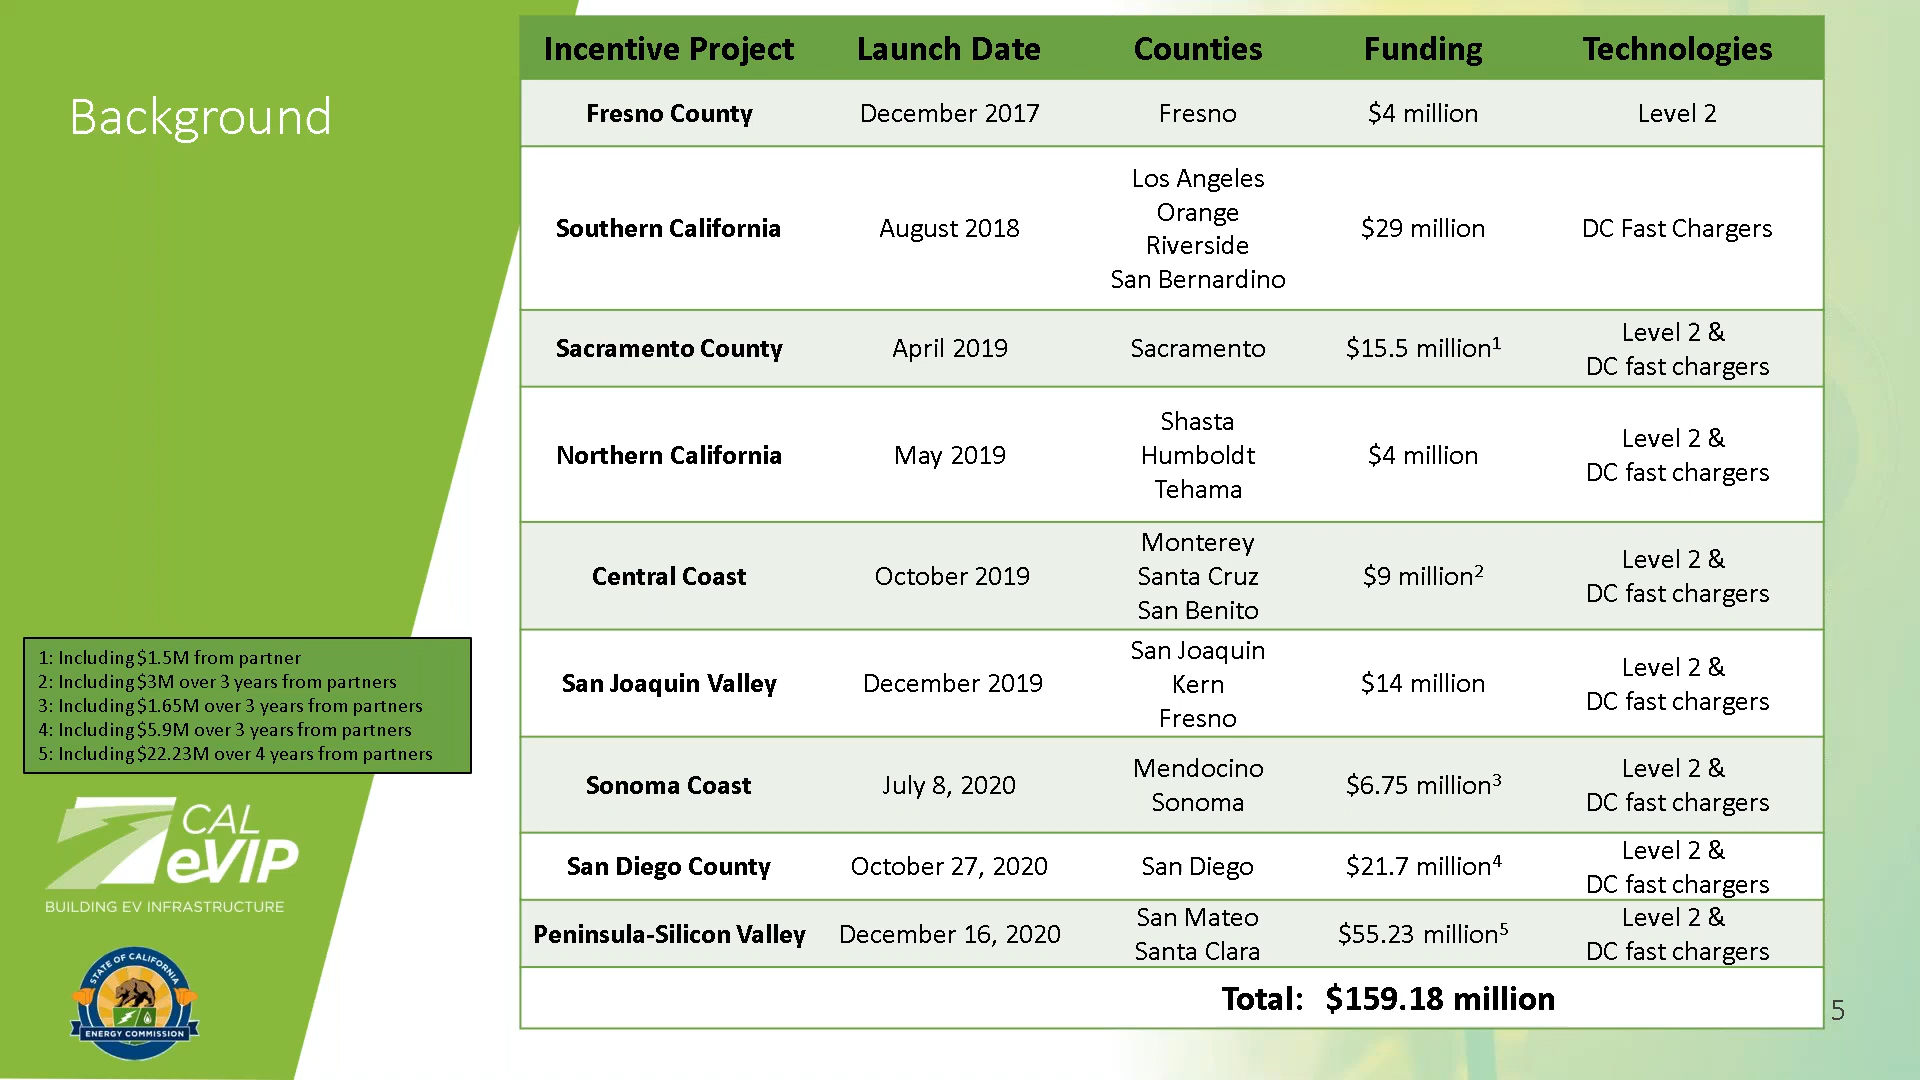 Background
Incentive Project Launch Date Counties Funding Technologies
Fresno County December 2017 Fresno $4 million Level 2
Southern California August 2018 Los Angeles
Orange
Riverside
San Bernardino $29 million DC Fast Chargers
Sacramento County April 2019 Sacramento $15.5 million¹ Level 2 &
DC fast chargers
Northern California May 2019 Shasta
Humboldt
Tehama $4 million Level 2 &
DC fast chargers
Central Coast October 2019 Monterey
Santa Cruz
San Benito $9 million² Level 2 &
DC fast chargers
San Joaquin Valley December 2019 San Joaquin
Kern
Fresno $14 million Level 2 &
DC fast chargers
Sonoma Coast July 8, 2020 Mendocino
Sonoma $6.75 million³ Level 2 &
DC fast chargers
San Diego County October 27, 2020 San Diego $21.7 million⁴ Level 2 &
DC fast chargers
Peninsula-Silicon Valley December 16, 2020 San Mateo
Santa Clara $55.23 million⁵ Level 2 &
DC fast chargers
Total: $159.18 million
1: Including $1.5M from partner
2: Including $3M over 3 years from partners
3: Including $1.65M over 3 years from partners
4: Including $5.9M over 3 years from partners
5: Including $22.23M over 4 years from partners
CAL
eVIP
BUILDING EV INFRASTRUCTURE
STATE OF CALIFORNIA
ENERGY COMMISSION
5